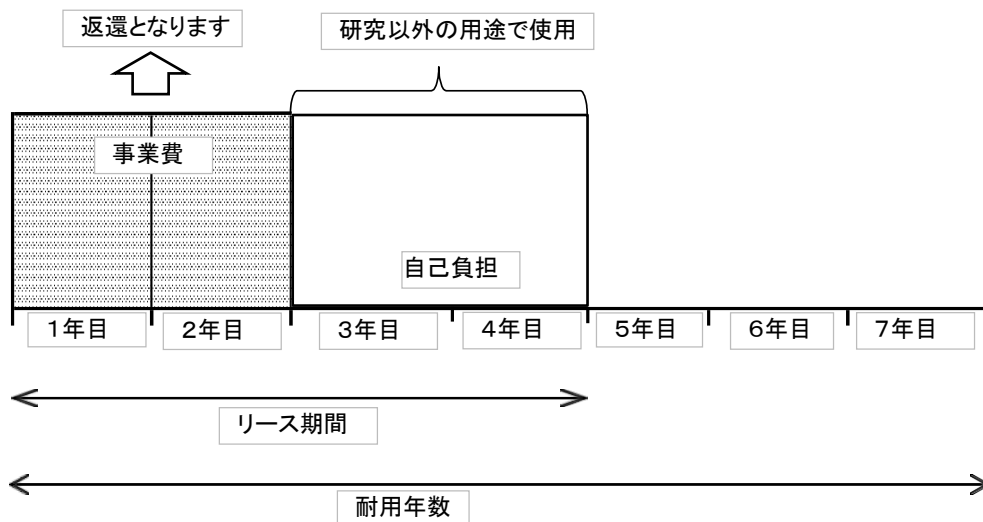 返還となります
研究以外の用途で使用
事業費
自己負担
１年目
２年目
３年目
４年目
５年目
６年目
７年目
リース期間
耐用年数